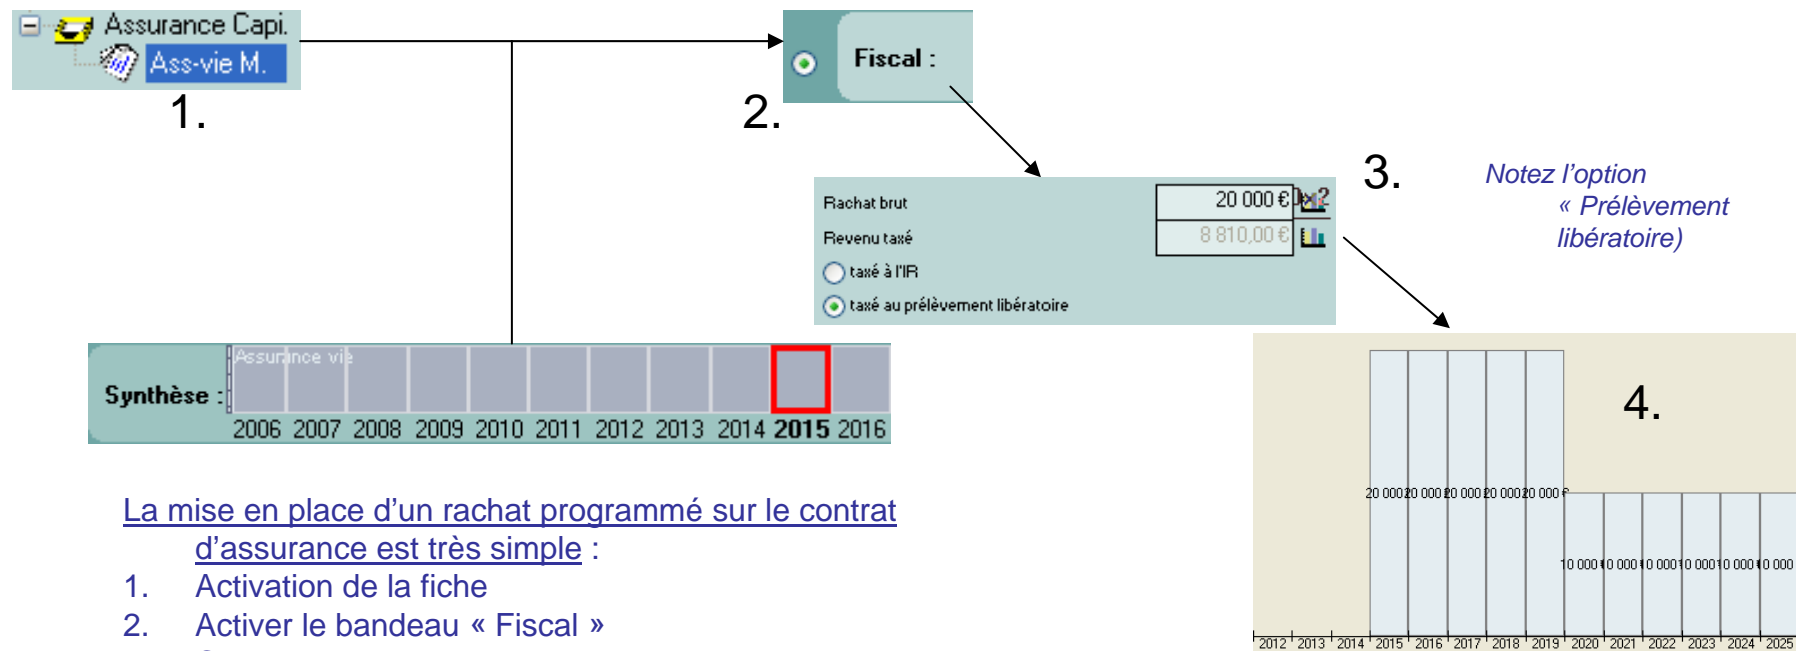 Assurance Capi.
Ass-vie M.
1.
2.
Fiscal :
3.
Notez l'option
« Prélèvement
libératoire)
Rachat brut
20 000 €
Revenu taxé
8 810,00 €
taxé à l'IR
taxé au prélèvement libératoire
Assurance vie
Synthèse :
2006 2007 2008 2009 2010 2011 2012 2013 2014 2015 2016
4.
20 000 20 000 20 000 20 000 20 000 €
10 000 10 000 10 000 10 000 10 000 10 000
2012 2013 2014 2015 2016 2017 2018 2019 2020 2021 2022 2023 2024 2025
La mise en place d'un rachat programmé sur le contrat
d'assurance est très simple :
1. Activation de la fiche
2. Activer le bandeau « Fiscal »